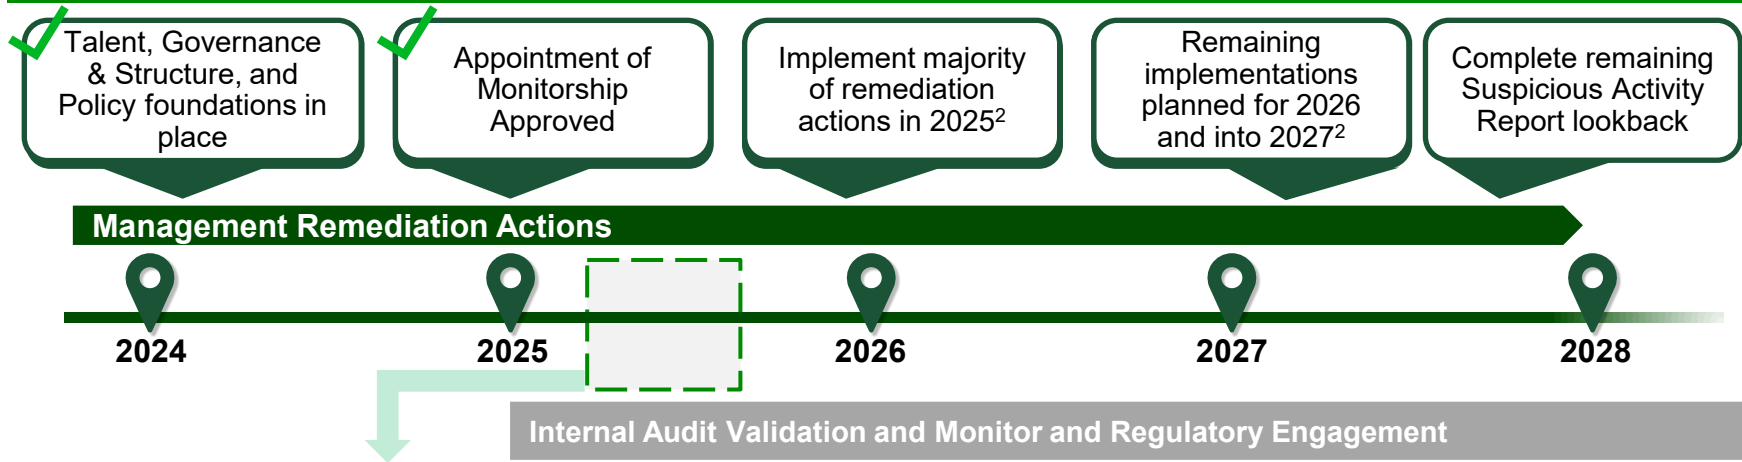 Talent, Governance
& Structure, and
Policy foundations in
place
Appointment of
Monitorship
Approved
Implement majority
of remediation
actions in 2025²
Remaining
implementations
planned for 2026
and into 2027²
Complete remaining
Suspicious Activity
Report lookback
Management Remediation Actions
2024
2025
2026
2027
2028
Internal Audit Validation and Monitor and Regulatory Engagement